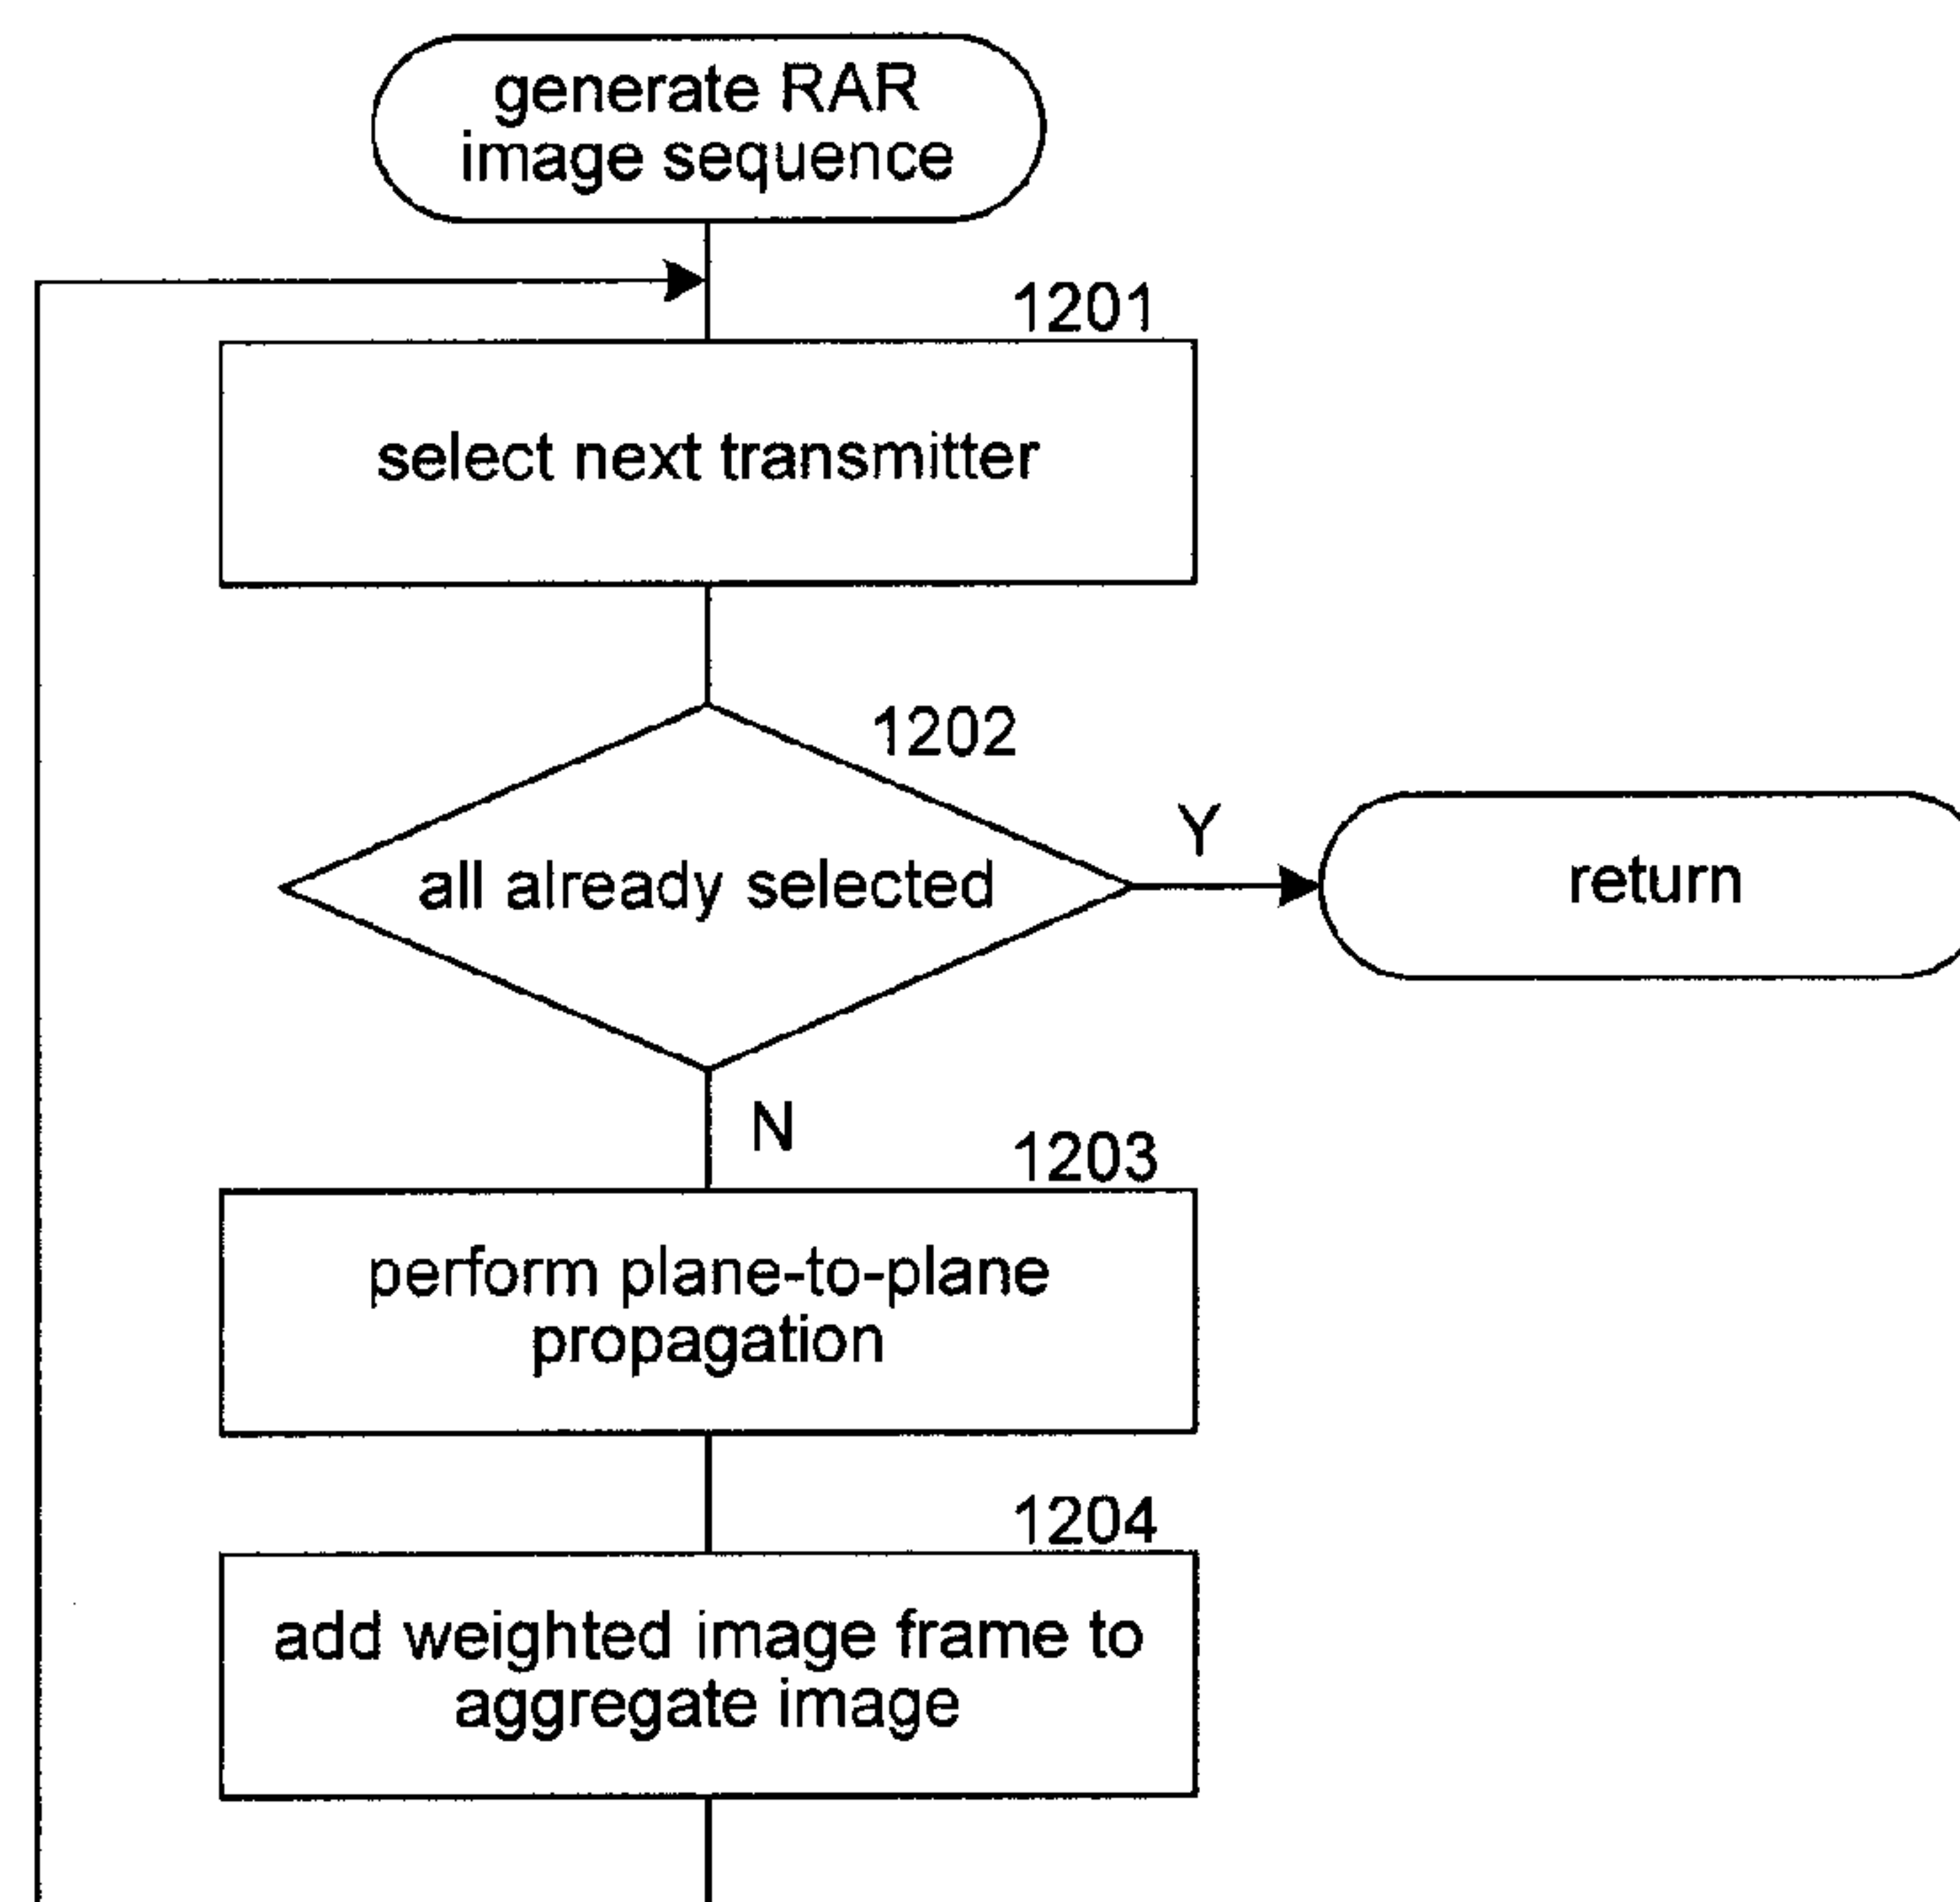 generate RAR
image sequence
1201
select next transmitter
1202
all already selected
Y
return
N
1203
perform plane-to-plane
propagation
1204
add weighted image frame to
aggregate image